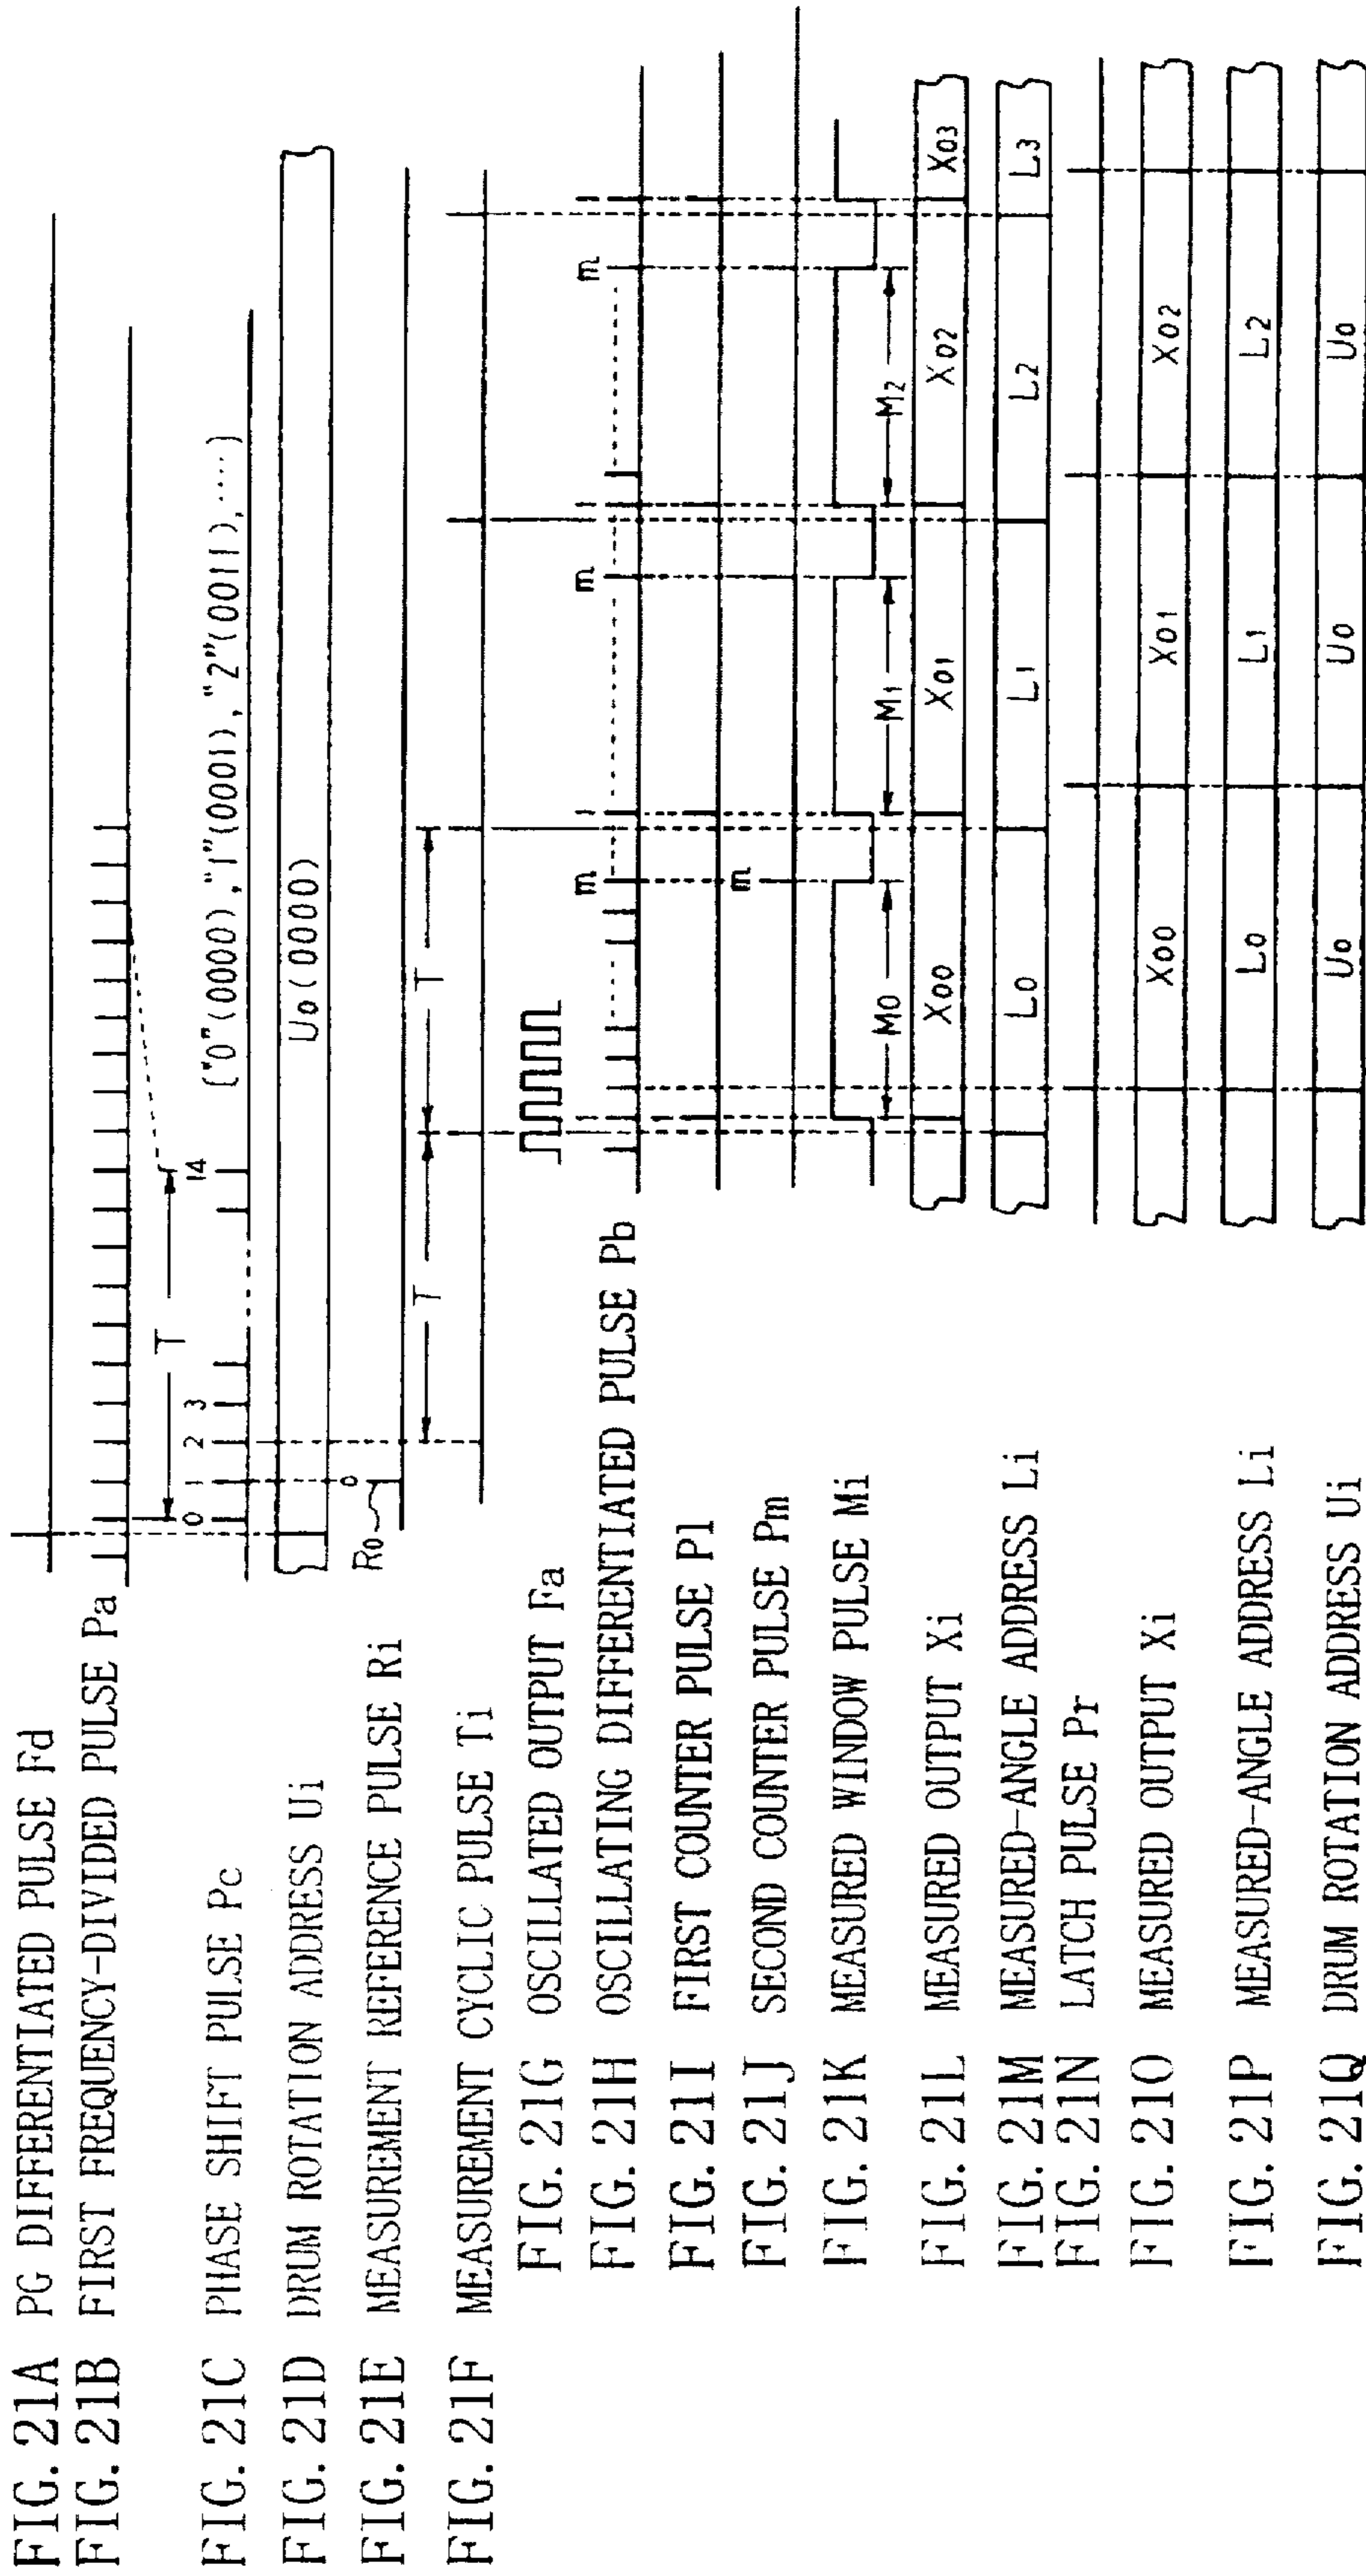 FIG. 21A PG DIFFERENTIATED PULSE Fd
FIG. 21B FIRST FREQUENCY-DIVIDED PULSE Pa
T
0 1 2 3 14
FIG. 21C PHASE SHIFT PULSE Pc
("0"(0000),"1"(0001),"2"(0011),....)
FIG. 21D DRUM ROTATION ADDRESS Ui
U0(0000)
R0 0
FIG. 21E MEASUREMENT REFERENCE PULSE Ri
T T
FIG. 21F MEASUREMENT CYCLIC PULSE Ti
FIG. 21G OSCILLATED OUTPUT Fa
1 m 1 m 1 m 1
FIG. 21H OSCILLATING DIFFERENTIATED PULSE Pb
FIG. 21I FIRST COUNTER PULSE Pl
m
FIG. 21J SECOND COUNTER PULSE Pm
FIG. 21K MEASURED WINDOW PULSE Mi
M0 M1 M2
FIG. 21L MEASURED OUTPUT Xi
X00 X01 X02 X03
FIG. 21M MEASURED-ANGLE ADDRESS Li
L0 L1 L2 L3
FIG. 21N LATCH PULSE Pr
FIG. 21O MEASURED OUTPUT Xi
X00 X01 X02
FIG. 21P MEASURED-ANGLE ADDRESS Li
L0 L1 L2
FIG. 21Q DRUM ROTATION ADDRESS Ui
U0 U0 U0